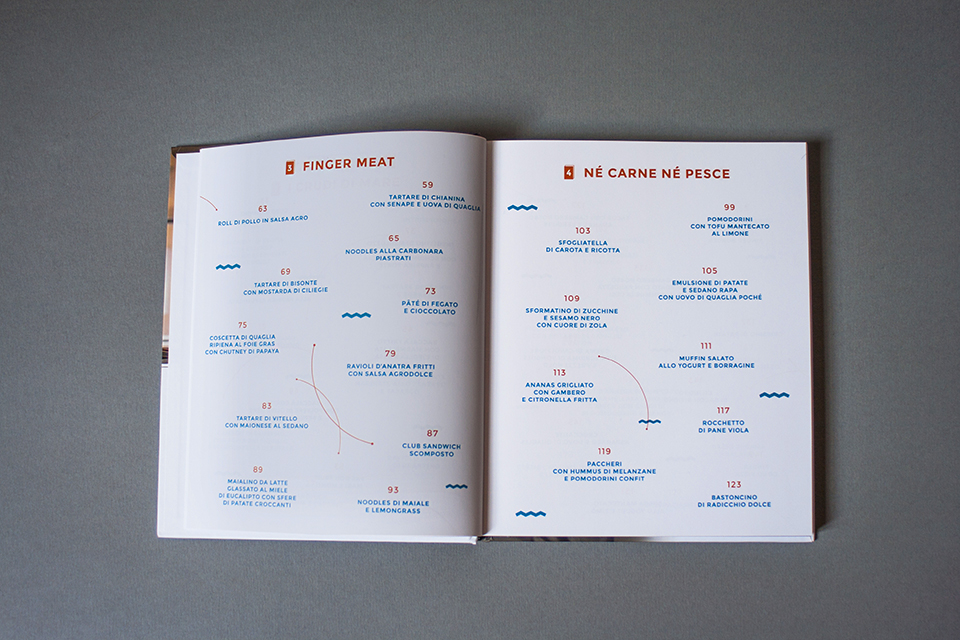 3 FINGER MEAT
59
TARTARE DI CHIANINA
CON SENAPE E UOVA DI QUAGLIA
63
ROLL DI POLLO IN SALSA AGRO
65
NOODLES ALLA CARBONARA
PIASTRATI
69
TARTARE DI BISONTE
CON MOSTARDA DI CILIEGIE
73
PÂTÉ DI FEGATO
E CIOCCOLATO
75
COSCETTA DI QUAGLIA
RIPIENA AL FOIE GRAS
CON CHUTNEY DI PAPAYA
79
RAVIOLI D'ANATRA FRITTI
CON SALSA AGRODOLCE
83
TARTARE DI VITELLO
CON MAIONESE AL SEDANO
87
CLUB SANDWICH
SCOMPOSTO
89
MAIALINO DA LATTE
GLASSATO AL MIELE
DI EUCALIPTO CON SFERE
DI PATATE CROCCANTI
93
NOODLES DI MAIALE
E LEMONGRASS
4 NÉ CARNE NÉ PESCE
99
POMODORINI
CON TOFU MANTECATO
AL LIMONE
103
SFOGLIATELLA
DI CAROTA E RICOTTA
105
EMULSIONE DI PATATE
E SEDANO RAPA
CON UOVO DI QUAGLIA POCHÉ
109
SFORMATINO DI ZUCCHINE
E SESAMO NERO
CON CUORE DI ZOLA
111
MUFFIN SALATO
ALLO YOGURT E BORRAGINE
113
ANANAS GRIGLIATO
CON GAMBERO
E CITRONELLA FRITTA
117
ROCCHETTO
DI PANE VIOLA
119
PACCHERI
CON HUMMUS DI MELANZANE
E POMODORINI CONFIT
123
BASTONCINO
DI RADICCHIO DOLCE